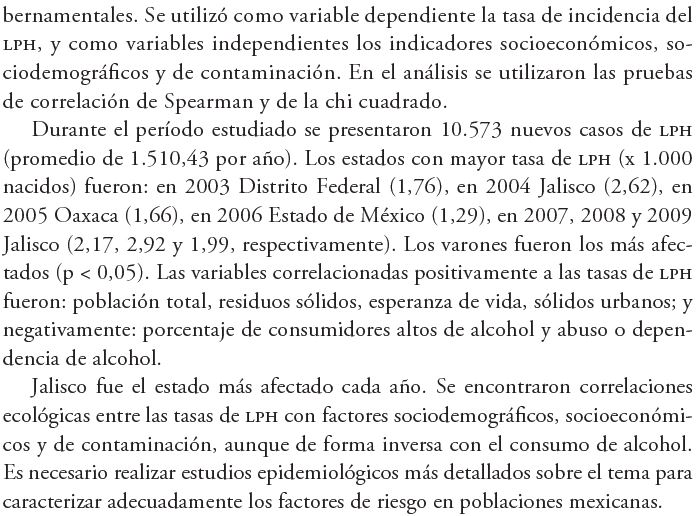 bernamentales. Se utilizó como variable dependiente la tasa de incidencia del
LPH, y como variables independientes los indicadores socioeconómicos, so-
ciodemográficos y de contaminación. En el análisis se utilizaron las pruebas
de correlación de Spearman y de la chi cuadrado.
Durante el período estudiado se presentaron 10.573 nuevos casos de LPH
(promedio de 1.510,43 por año). Los estados con mayor tasa de LPH (x 1.000
nacidos) fueron: en 2003 Distrito Federal (1,76), en 2004 Jalisco (2,62), en
2005 Oaxaca (1,66), en 2006 Estado de México (1,29), en 2007, 2008 y 2009
Jalisco (2,17, 2,92 y 1,99, respectivamente). Los varones fueron los más afec-
tados (p < 0,05). Las variables correlacionadas positivamente a las tasas de LPH
fueron: población total, residuos sólidos, esperanza de vida, sólidos urbanos; y
negativamente: porcentaje de consumidores altos de alcohol y abuso o depen-
dencia de alcohol.
Jalisco fue el estado más afectado cada año. Se encontraron correlaciones
ecológicas entre las tasas de LPH con factores sociodemográficos, socioeconómi-
cos y de contaminación, aunque de forma inversa con el consumo de alcohol.
Es necesario realizar estudios epidemiológicos más detallados sobre el tema para
caracterizar adecuadamente los factores de riesgo en poblaciones mexicanas.